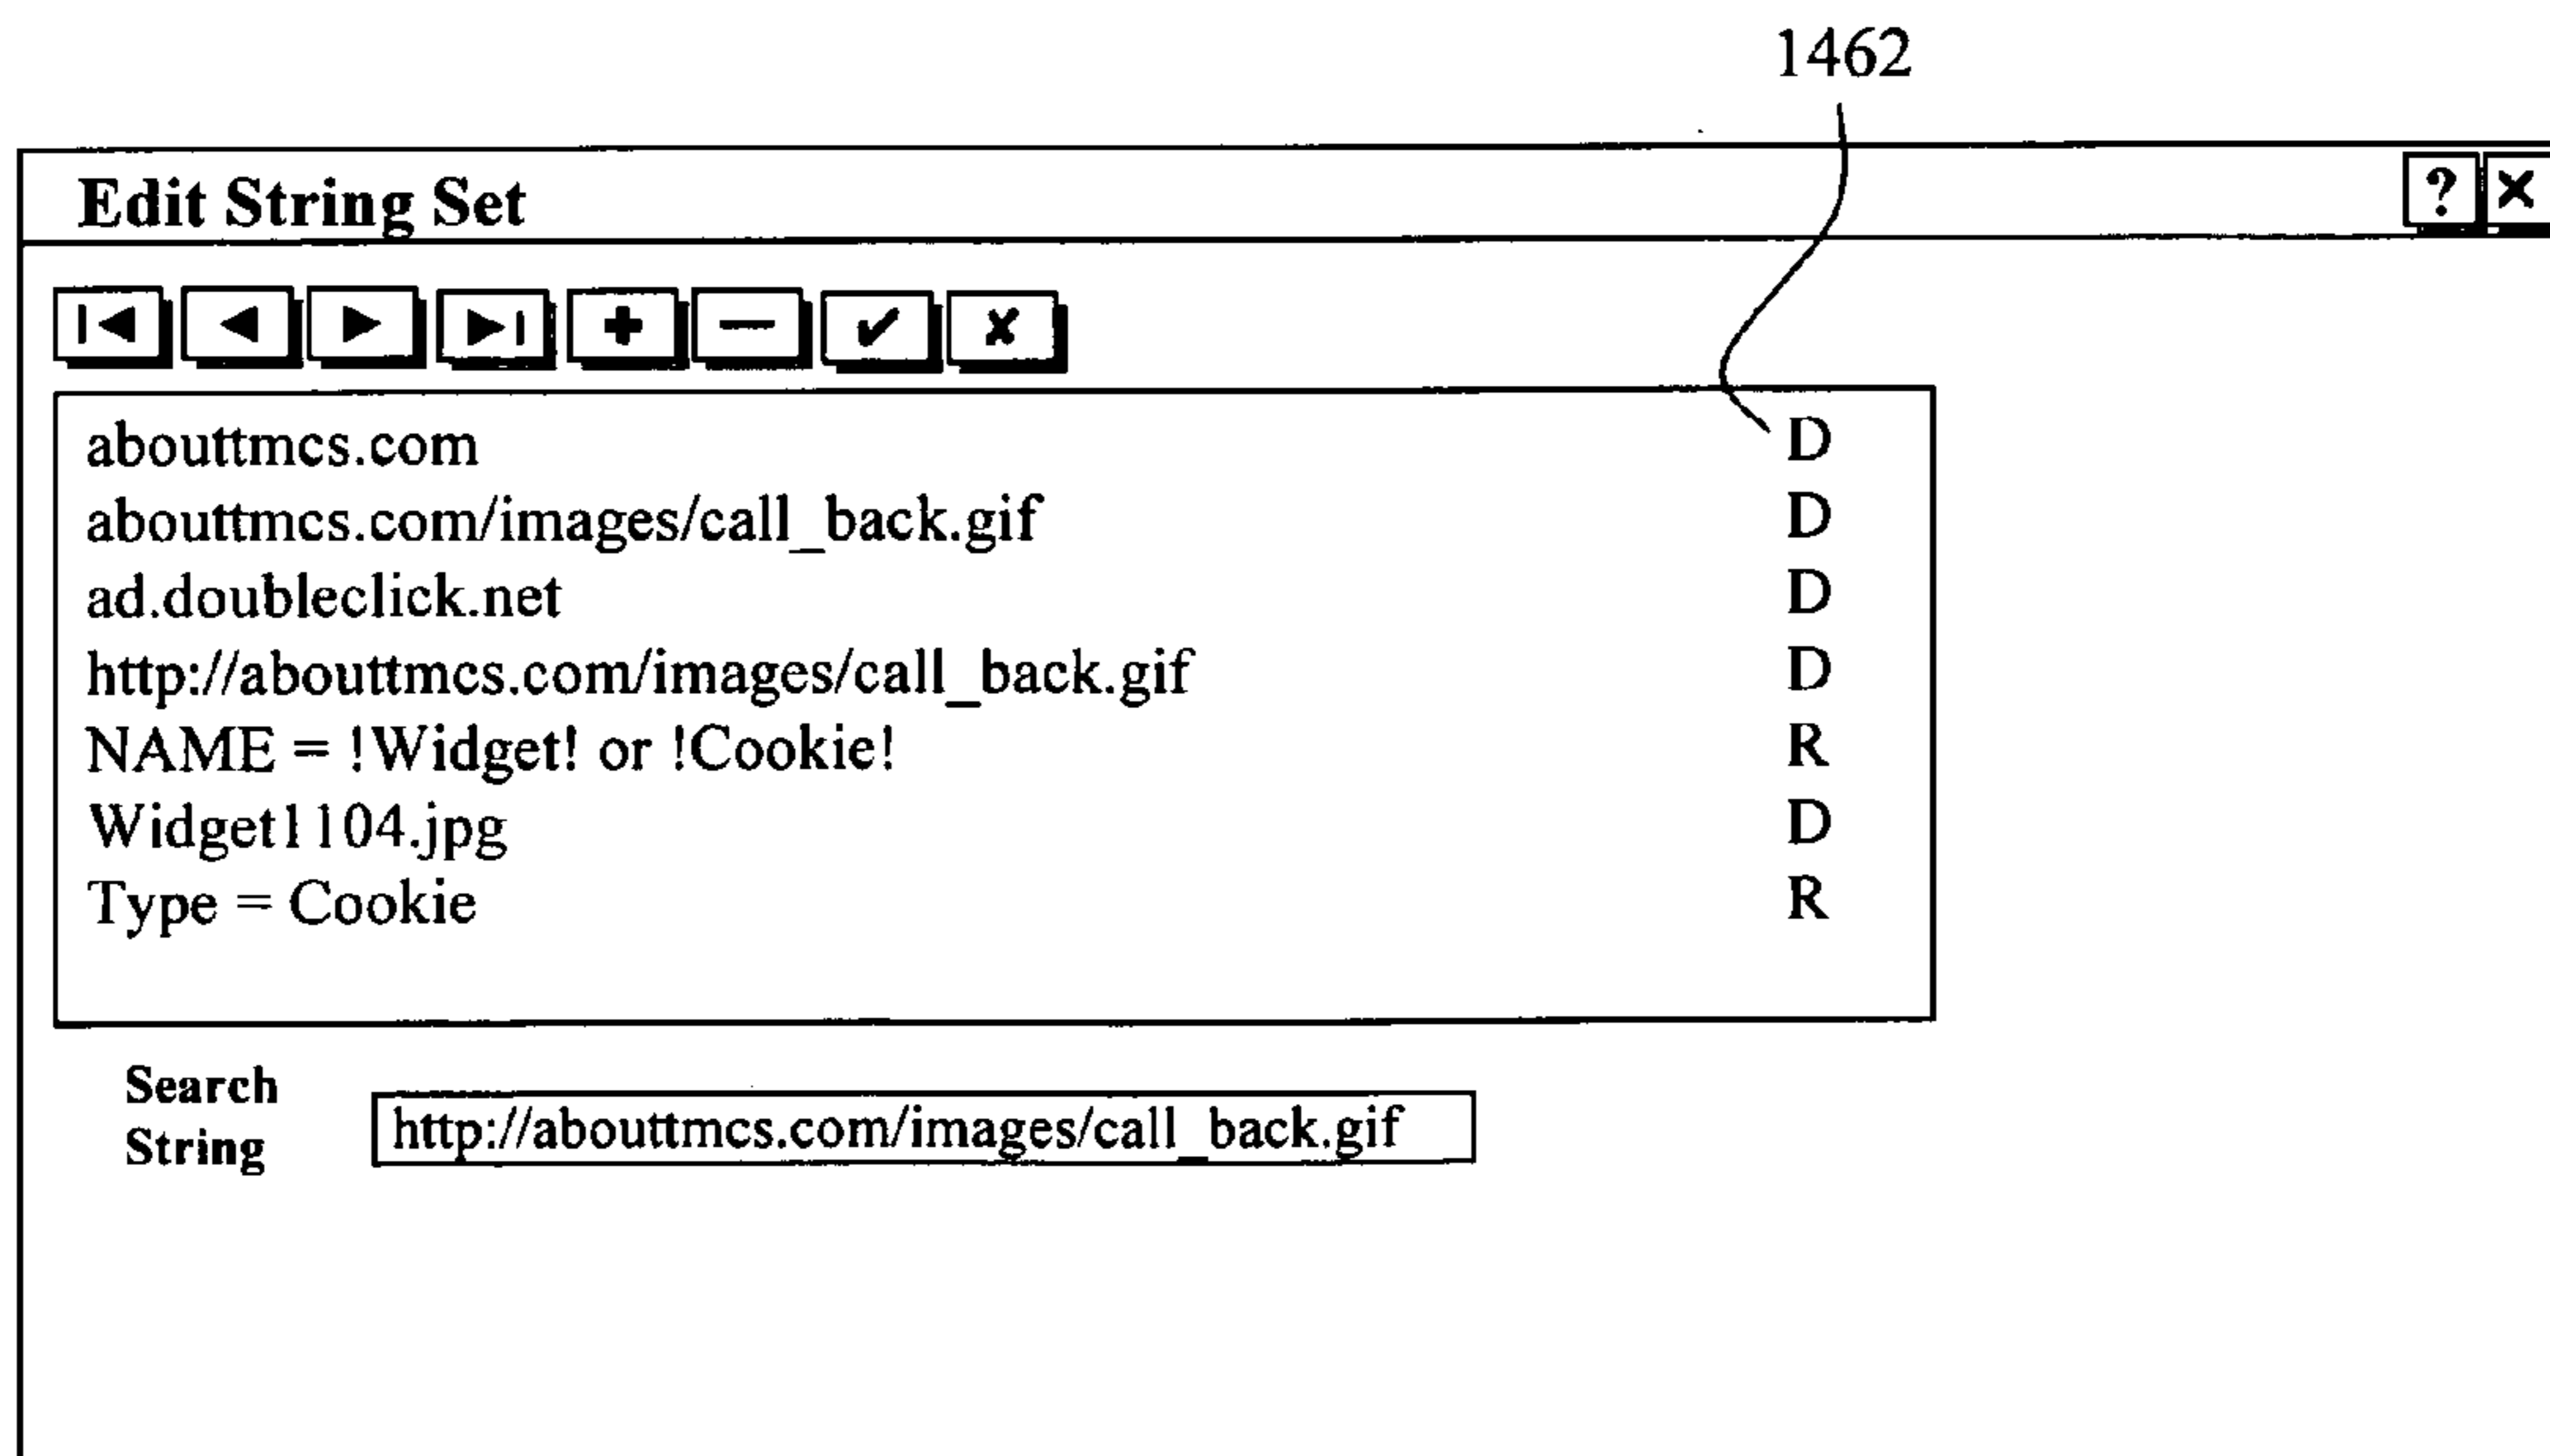 1462
Edit String Set ? ×
abouttmcs.com D
abouttmcs.com/images/call_back.gif D
ad.doubleclick.net D
http://abouttmcs.com/images/call_back.gif D
NAME = !Widget! or !Cookie! R
Widget1104.jpg D
Type = Cookie R
Search
String
http://abouttmcs.com/images/call_back.gif